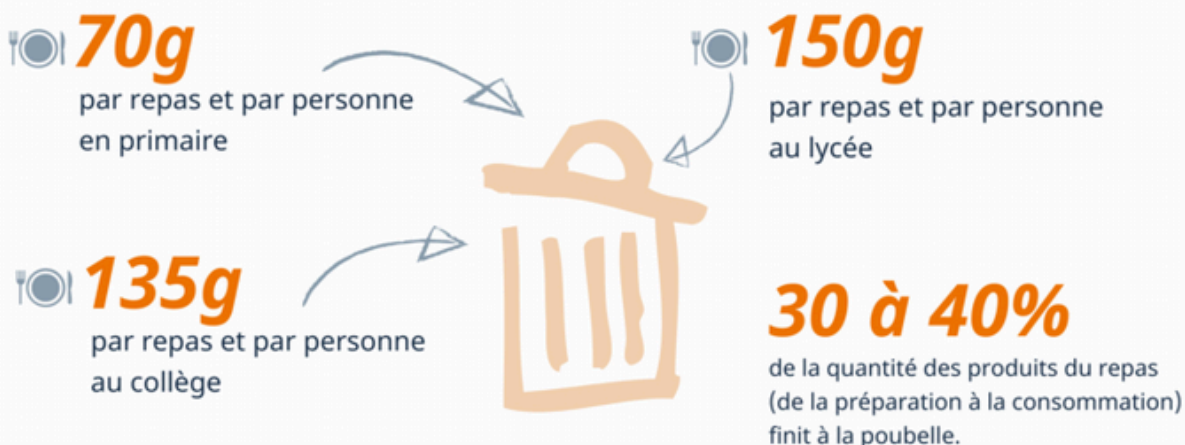 70g
par repas et par personne
en primaire
150g
par repas et par personne
au lycée
135g
par repas et par personne
au collège
30 à 40%
de la quantité des produits du repas
(de la préparation à la consommation)
finit à la poubelle.